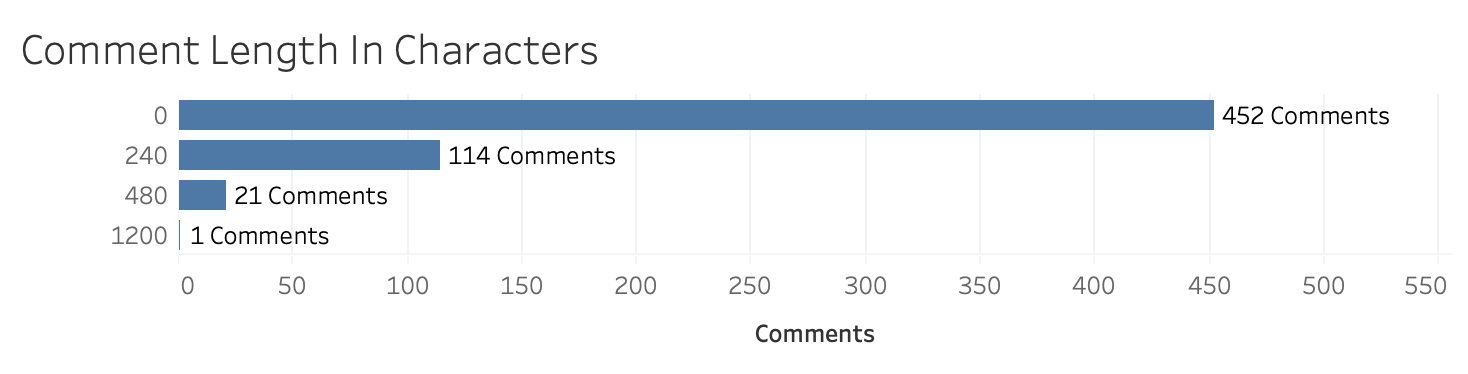 Comment Length In Characters
0 452 Comments
240 114 Comments
480 21 Comments
1200 1 Comments
0 50 100 150 200 250 300 350 400 450 500 550
Comments